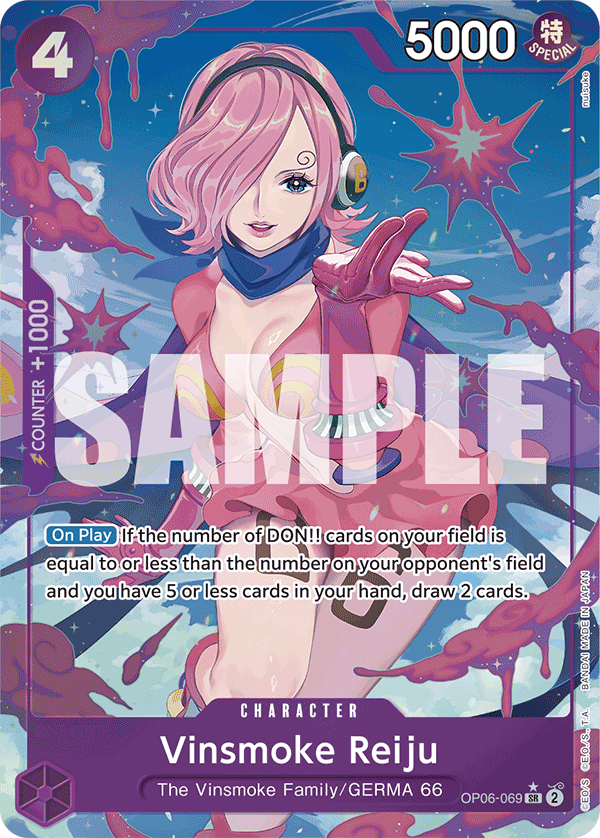 4
5000
特
SPECIAL
nutsuke
COUNTER +1000
SAMPLE
On Play If the number of DON!! cards on your field is
equal to or less than the number on your opponent's field
and you have 5 or less cards in your hand, draw 2 cards.
CHARACTER
Vinsmoke Reiju
The Vinsmoke Family/GERMA 66
OP06-069 SR 2
©E.O/S ©E.O./S., T.A. BANDAI MADE IN JAPAN
66